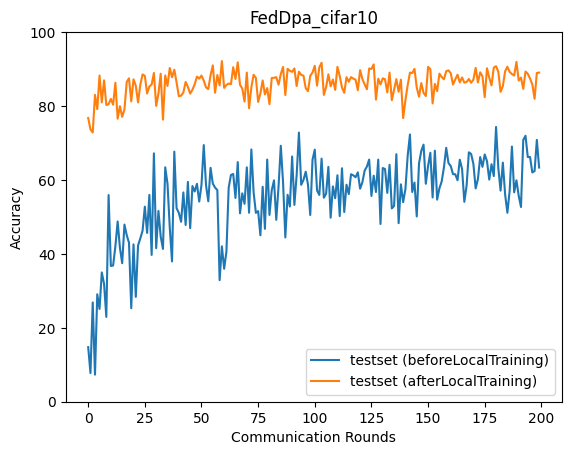 FedDpa_cifar10
100
80
60
40
20
0
Accuracy
0 25 50 75 100 125 150 175 200
Communication Rounds
testset (beforeLocalTraining)
testset (afterLocalTraining)